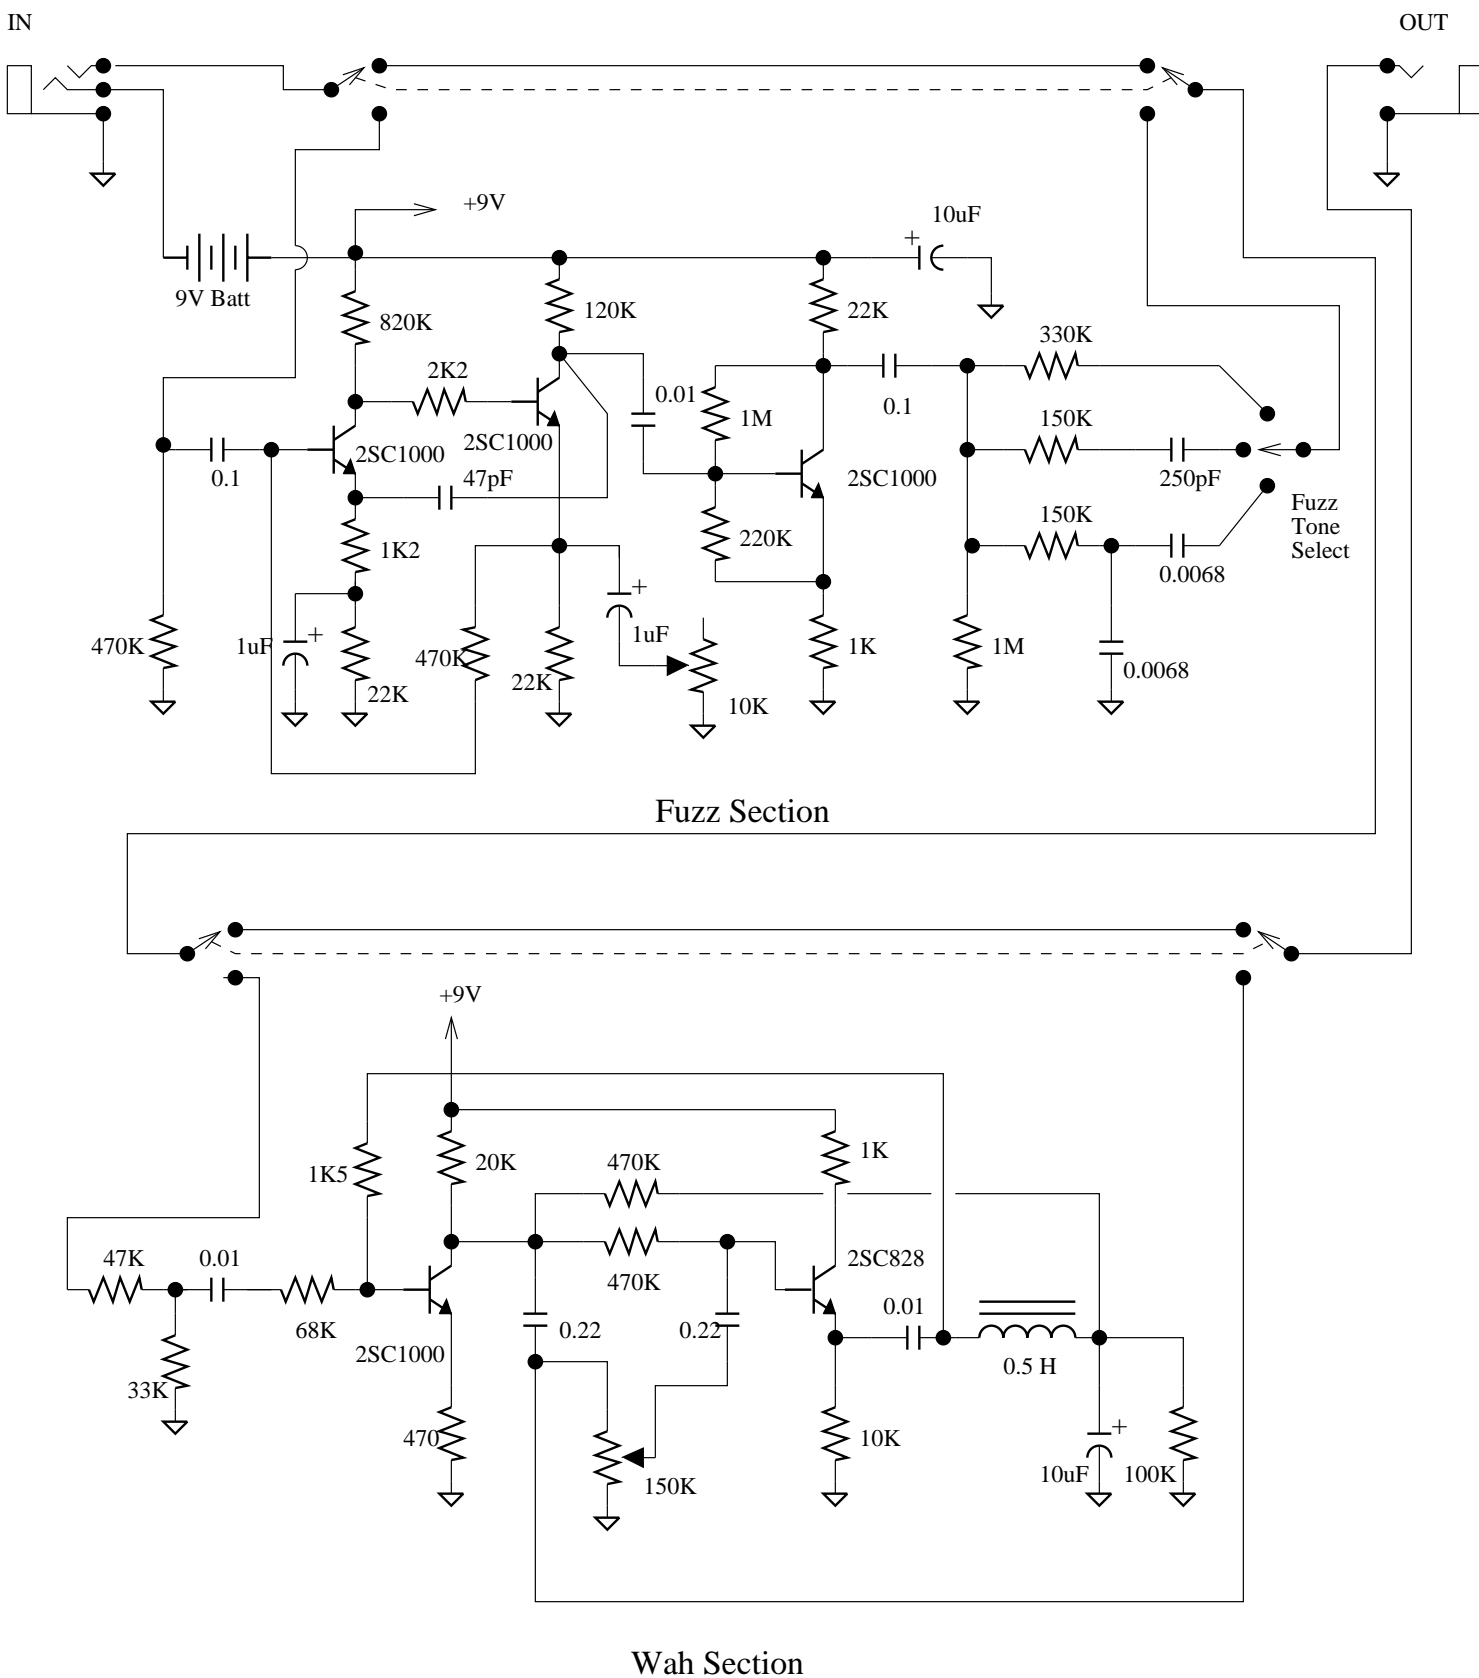 IN
OUT
+9V
10uF
9V Batt
820K
120K
22K
330K
2K2
0.01
1M
0.1
150K
2SC1000
2SC1000
0.1
47pF
2SC1000
250pF
Fuzz
Tone
Select
1K2
220K
150K
0.0068
470K
1uF
+
22K
470K
22K
+
1uF
10K
1K
1M
0.0068
+
Fuzz Section
+9V
1K5
20K
470K
1K
47K
0.01
470K
2SC828
68K
2SC1000
0.22
0.22
0.01
0.5 H
33K
470
150K
10K
+
10uF
100K
Wah Section